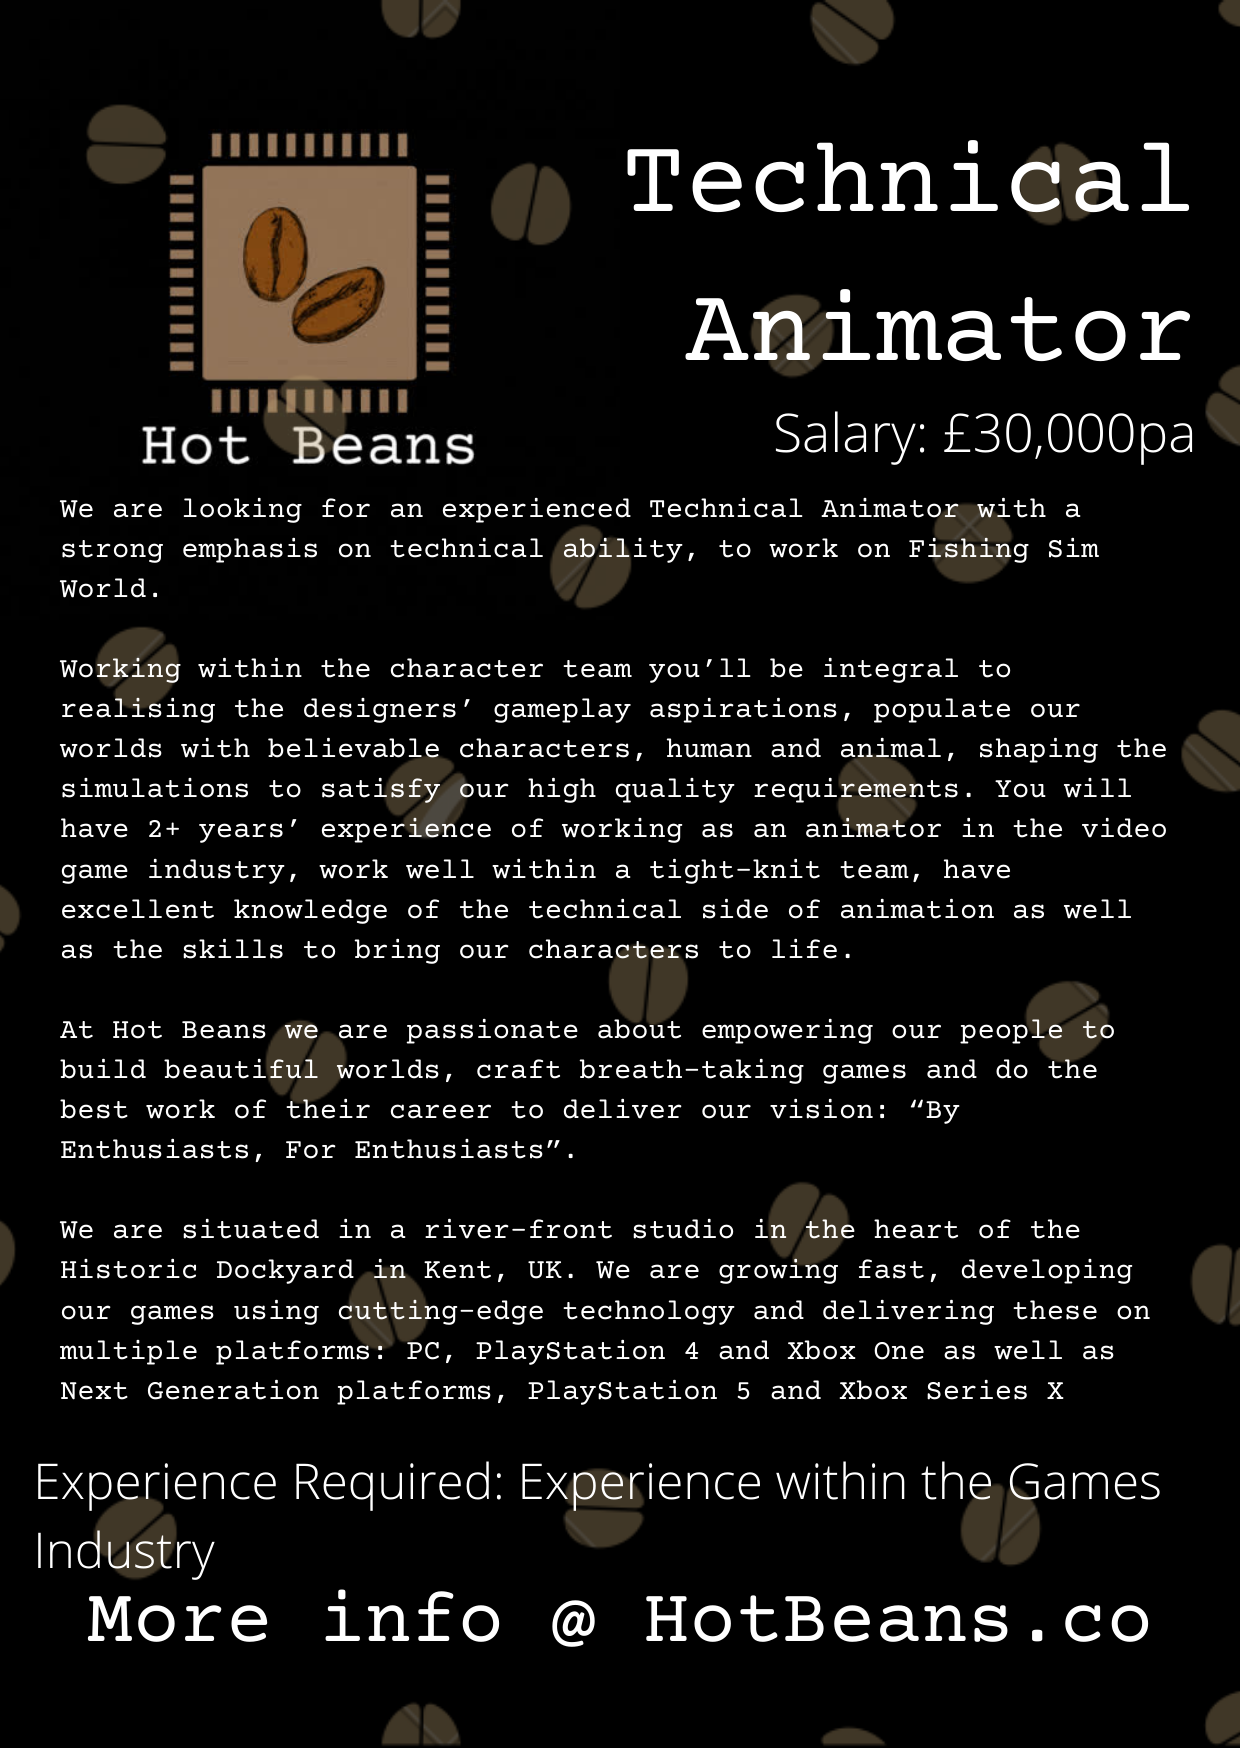 Technical
Animator
Salary: £30,000pa
Hot Beans
We are looking for an experienced Technical Animator with a
strong emphasis on technical ability, to work on Fishing Sim
World.
Working within the character team you’ll be integral to
realising the designers’ gameplay aspirations, populate our
worlds with believable characters, human and animal, shaping the
simulations to satisfy our high quality requirements. You will
have 2+ years’ experience of working as an animator in the video
game industry, work well within a tight-knit team, have
excellent knowledge of the technical side of animation as well
as the skills to bring our characters to life.
At Hot Beans we are passionate about empowering our people to
build beautiful worlds, craft breath-taking games and do the
best work of their career to deliver our vision: “By
Enthusiasts, For Enthusiasts”.
We are situated in a river-front studio in the heart of the
Historic Dockyard in Kent, UK. We are growing fast, developing
our games using cutting-edge technology and delivering these on
multiple platforms: PC, PlayStation 4 and Xbox One as well as
Next Generation platforms, PlayStation 5 and Xbox Series X
Experience Required: Experience within the Games
Industry
More info @ HotBeans.co